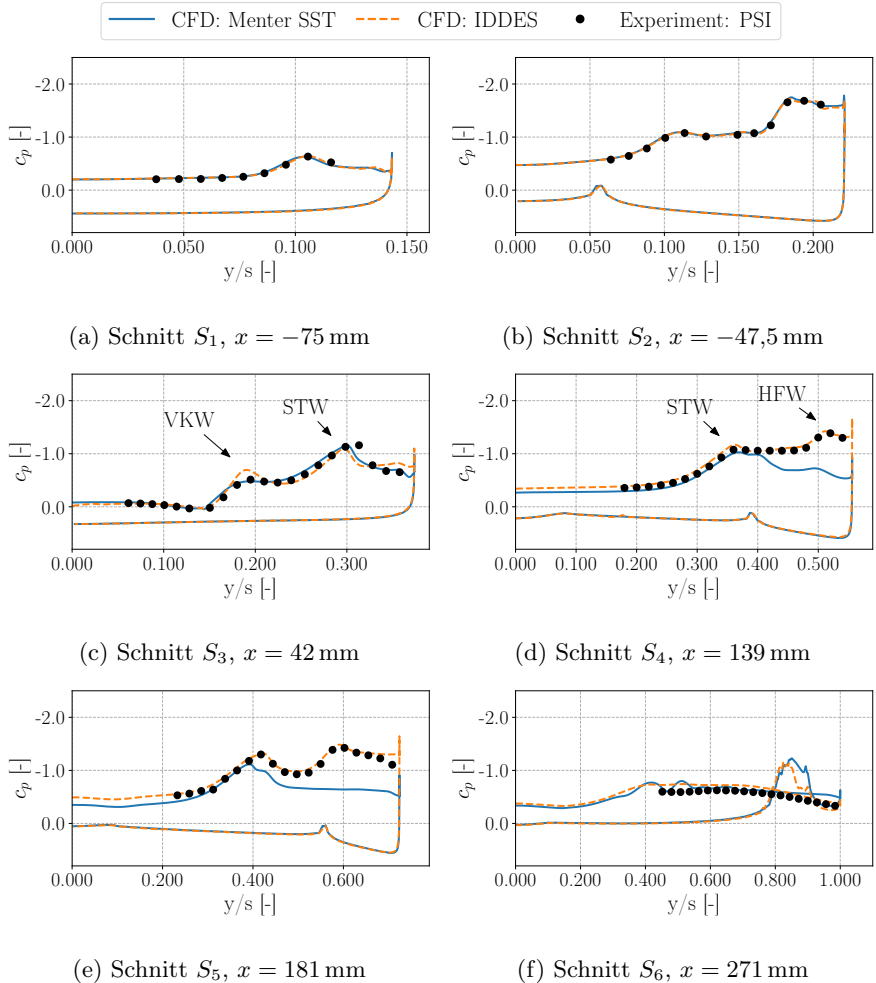 CFD: Menter SST CFD: IDDES Experiment: PSI
-2.0
-1.0
0.0
c_p [-]
0.000 0.050 0.100 0.150
y/s [-]
(a) Schnitt S_1, x = −75 mm
-2.0
-1.0
0.0
c_p [-]
0.000 0.050 0.100 0.150 0.200
y/s [-]
(b) Schnitt S_2, x = −47,5 mm
-2.0
-1.0
0.0
c_p [-]
VKW
STW
0.000 0.100 0.200 0.300
y/s [-]
(c) Schnitt S_3, x = 42 mm
-2.0
-1.0
0.0
c_p [-]
STW
HFW
0.000 0.100 0.200 0.300 0.400 0.500
y/s [-]
(d) Schnitt S_4, x = 139 mm
-2.0
-1.0
0.0
c_p [-]
0.000 0.200 0.400 0.600
y/s [-]
(e) Schnitt S_5, x = 181 mm
-2.0
-1.0
0.0
c_p [-]
0.000 0.200 0.400 0.600 0.800 1.000
y/s [-]
(f) Schnitt S_6, x = 271 mm